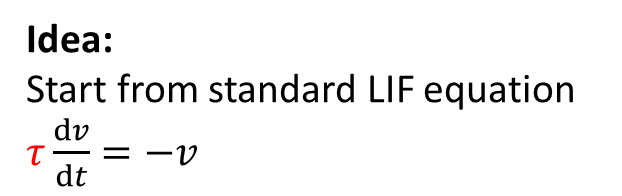 Idea:
Start from standard LIF equation
τ dv/dt = −v